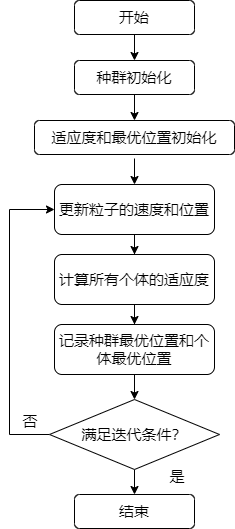 开始
种群初始化
适应度和最优位置初始化
更新粒子的速度和位置
计算所有个体的适应度
记录种群最优位置和个
体最优位置
否
满足迭代条件?
是
结束